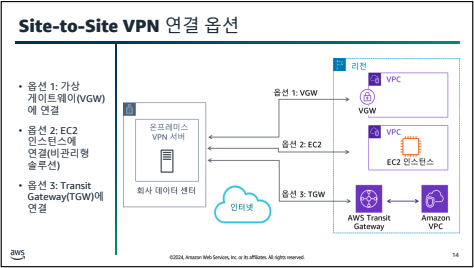 Site-to-Site VPN 연결 옵션
• 옵션 1: 가상
게이트웨이(VGW)
에 연결
• 옵션 2: EC2
인스턴스에
연결(비관리형
솔루션)
• 옵션 3: Transit
Gateway(TGW)에
연결
온프레미스
VPN 서버
회사 데이터 센터
인터넷
옵션 1: VGW
옵션 2: EC2
옵션 3: TGW
리전
VPC
VGW
VPC
EC2 인스턴스
AWS Transit
Gateway
Amazon
VPC
aws
©2024, Amazon Web Services, Inc. or its affiliates. All rights reserved.
14